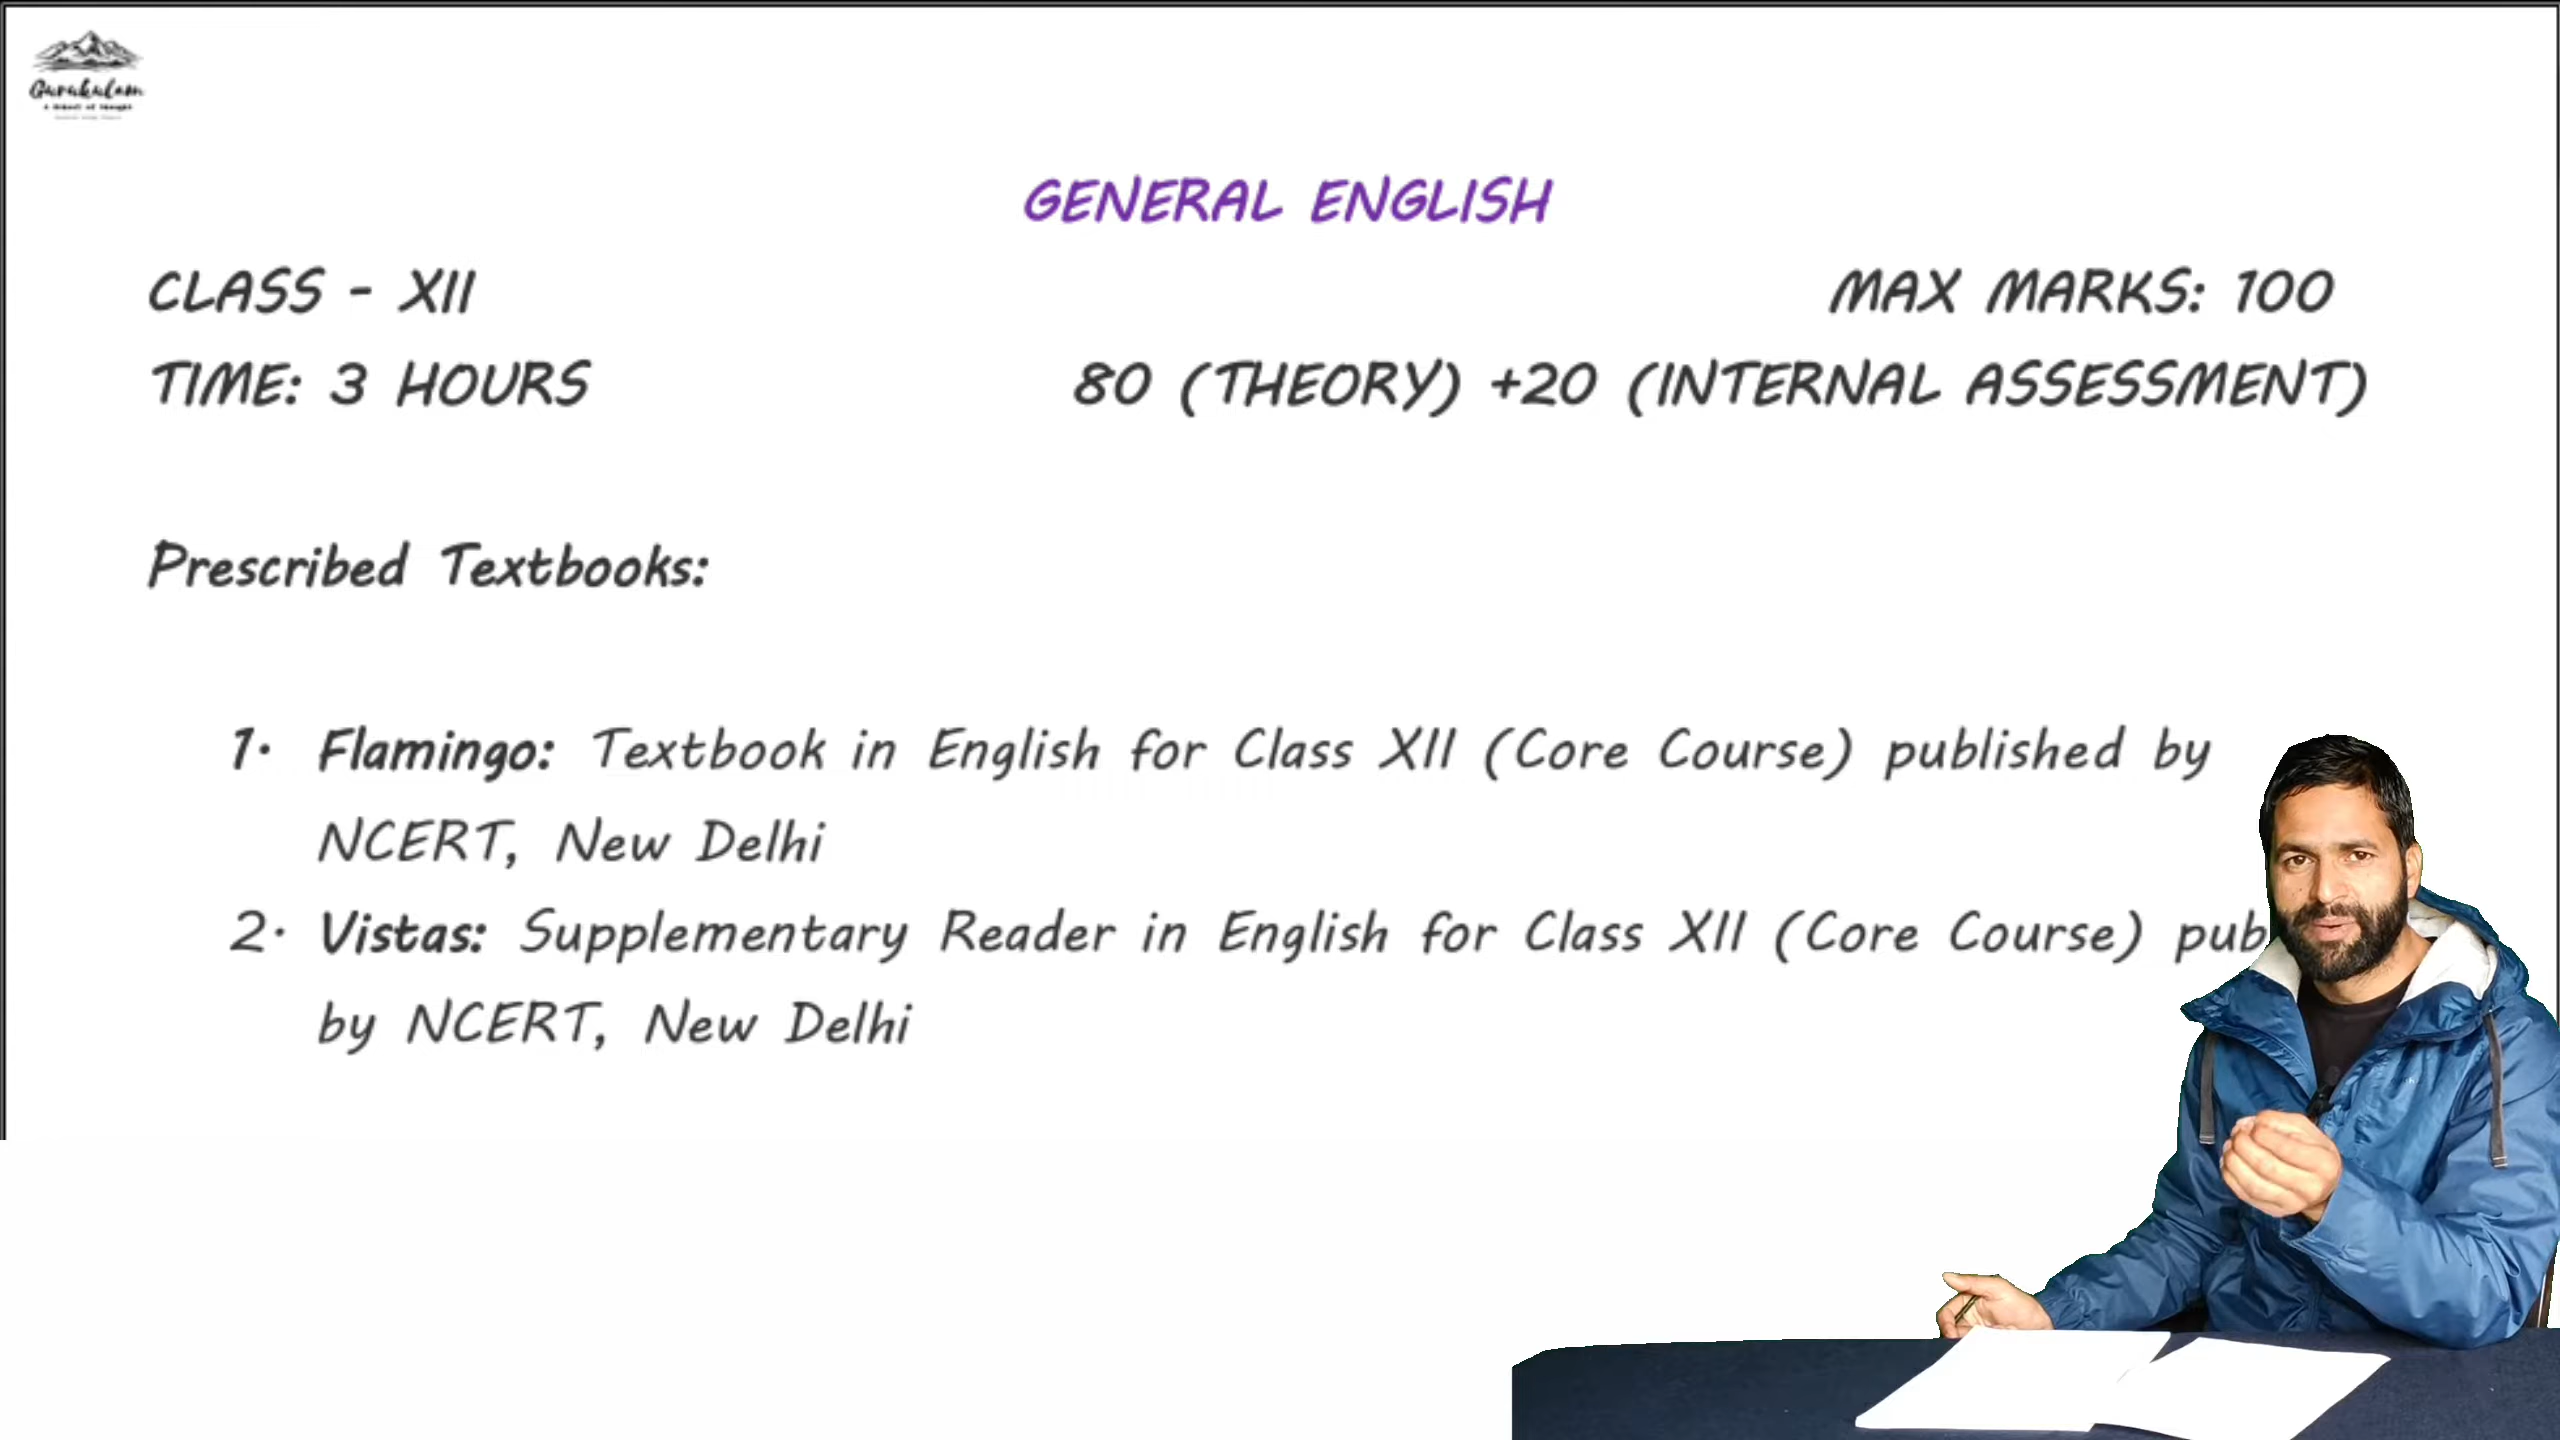 Gurukulam
GENERAL ENGLISH
CLASS - XII MAX MARKS: 100
TIME: 3 HOURS 80 (THEORY) +20 (INTERNAL ASSESSMENT)
Prescribed Textbooks:
1. Flamingo: Textbook in English for Class XII (Core Course) published by
NCERT, New Delhi
2. Vistas: Supplementary Reader in English for Class XII (Core Course) pub
by NCERT, New Delhi